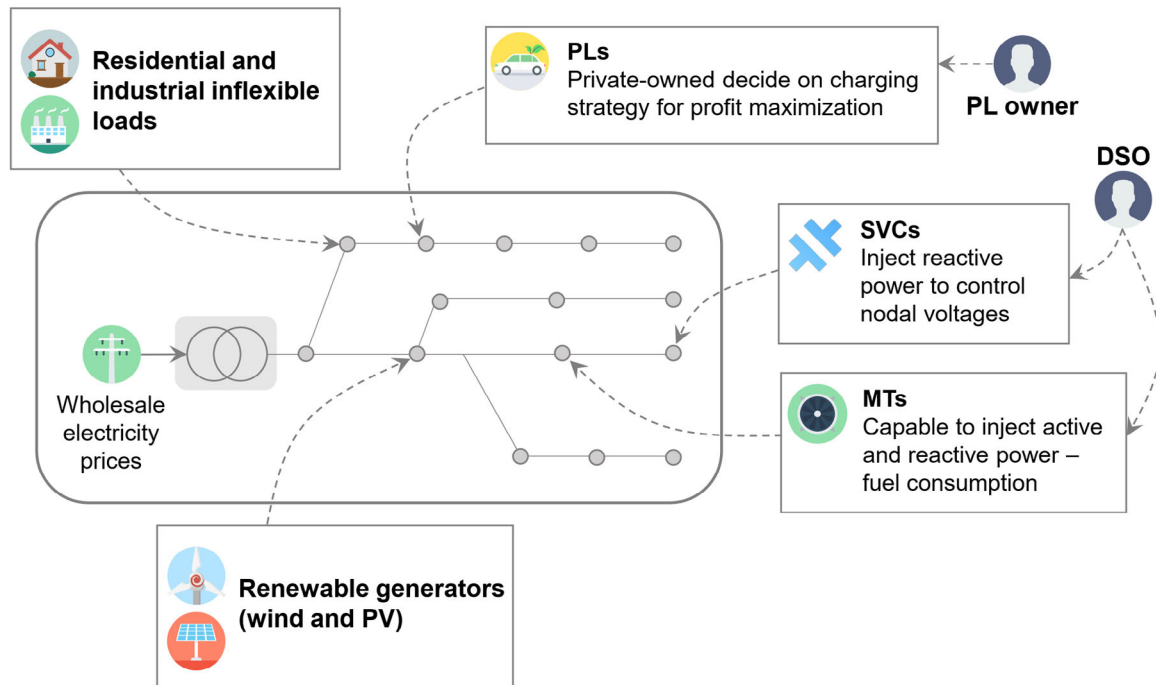 Residential and
industrial inflexible
loads
PLs
Private-owned decide on charging
strategy for profit maximization
PL owner
DSO
SVCs
Inject reactive
power to control
nodal voltages
Wholesale
electricity
prices
MTs
Capable to inject active
and reactive power –
fuel consumption
Renewable generators
(wind and PV)